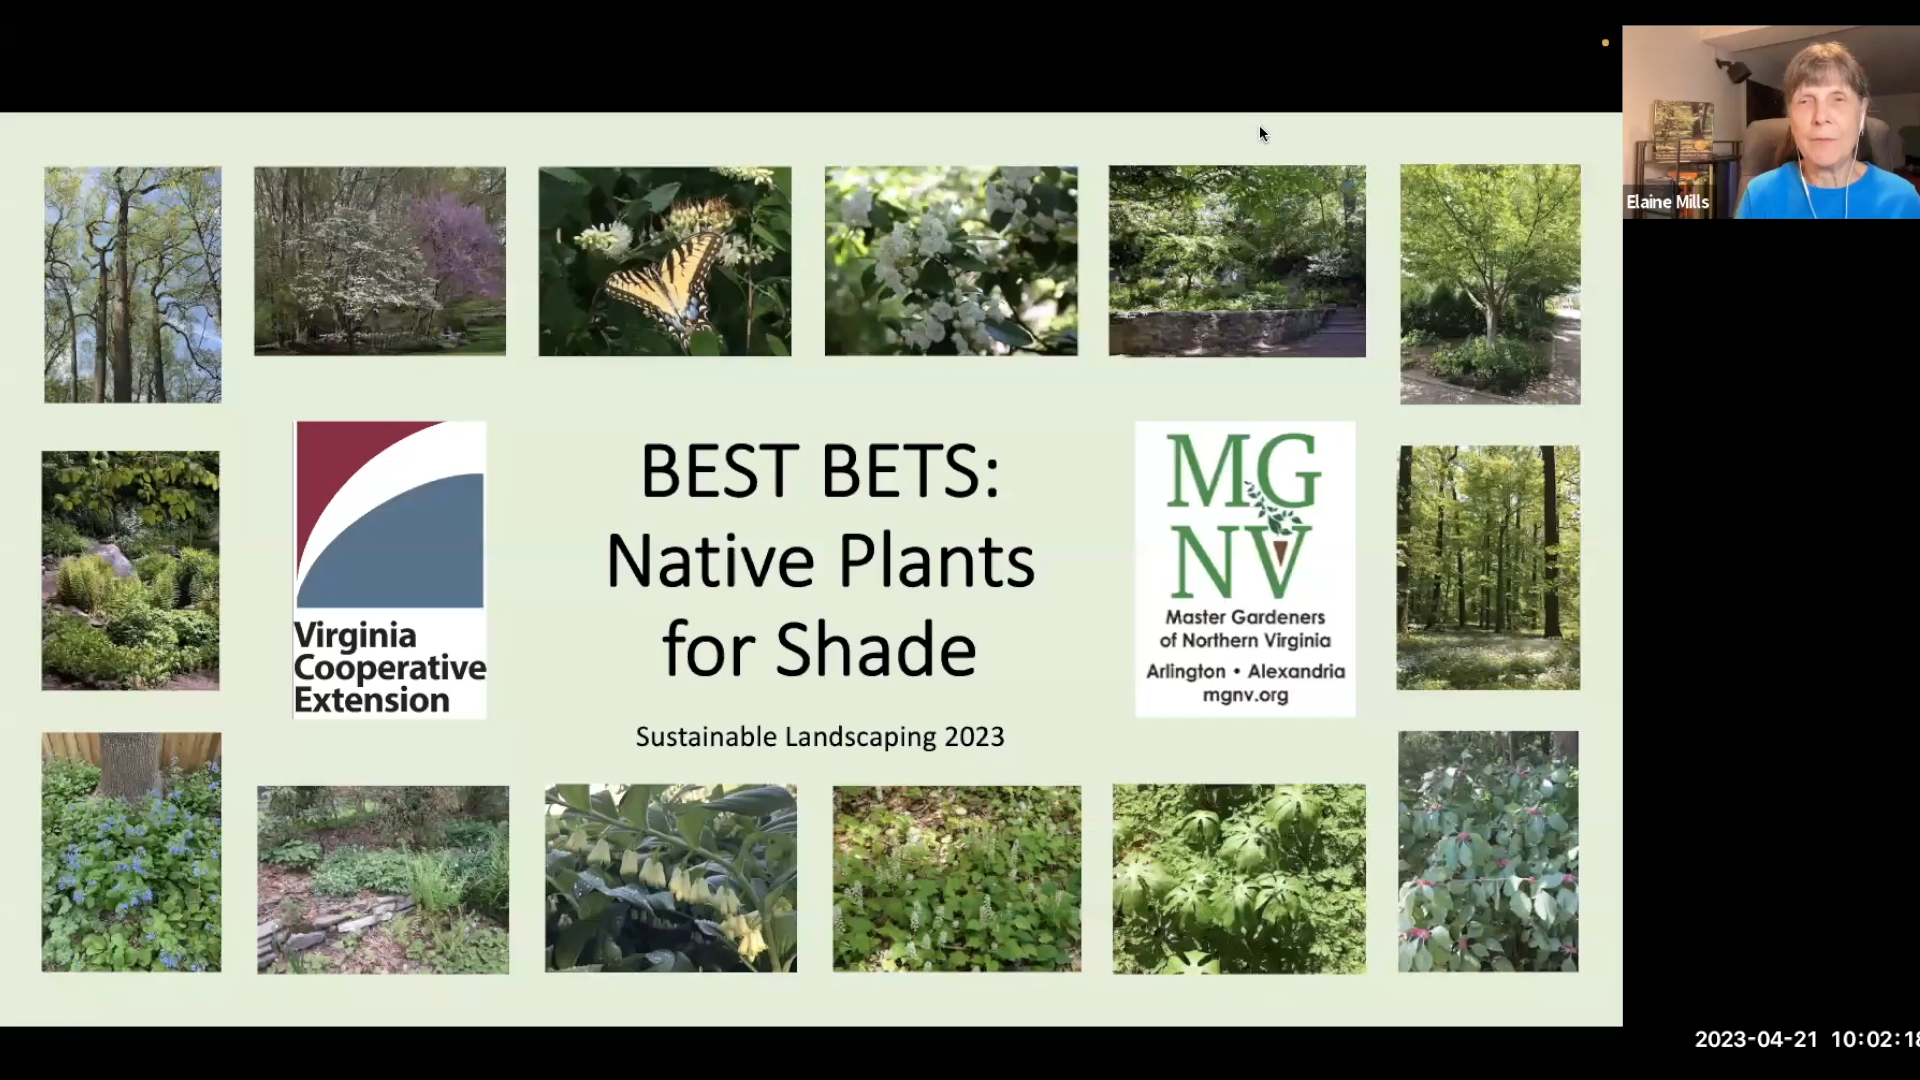 Elaine Mills
BEST BETS:
Native Plants
for Shade
Sustainable Landscaping 2023
Virginia
Cooperative
Extension
MG
NV
Master Gardeners
of Northern Virginia
Arlington • Alexandria
mgnv.org
2023-04-21 10:02:18